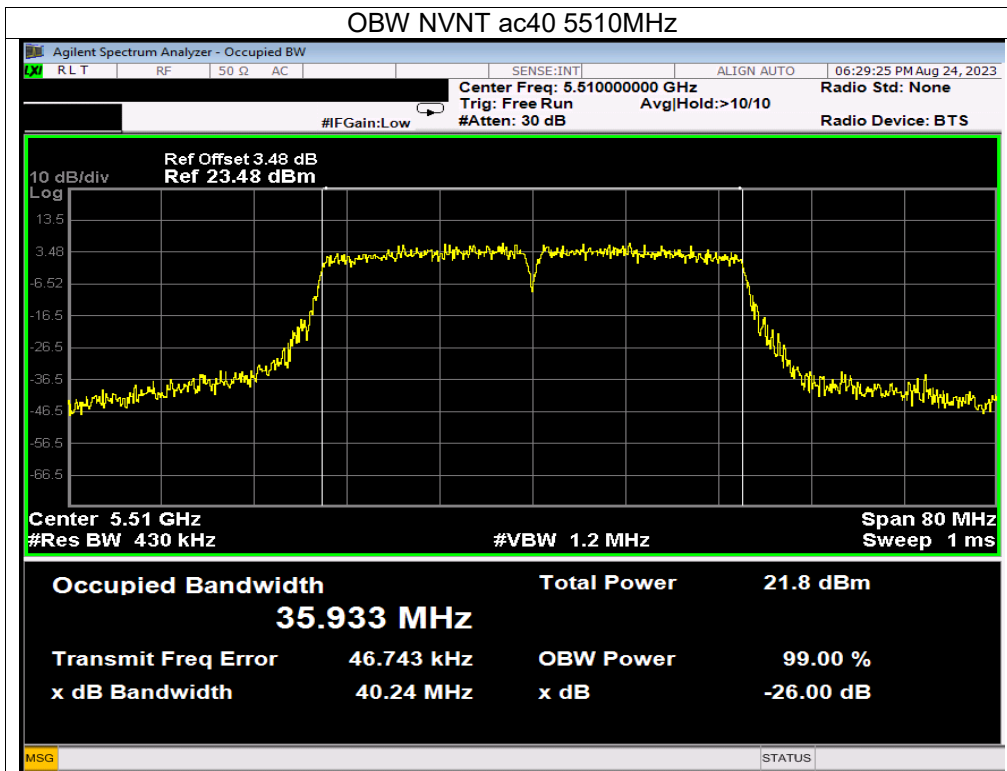 OBW NVNT ac40 5510MHz
Agilent Spectrum Analyzer - Occupied BW
LXI RLT RF 50 Ω AC SENSE:INT ALIGN AUTO 06:29:25 PM Aug 24, 2023
Center Freq: 5.510000000 GHz Radio Std: None
Trig: Free Run Avg|Hold:>10/10
#IFGain:Low #Atten: 30 dB Radio Device: BTS
Ref Offset 3.48 dB
10 dB/div Ref 23.48 dBm
Log
13.5
3.48
-6.52
-16.5
-26.5
-36.5
-46.5
-56.5
-66.5
Center 5.51 GHz Span 80 MHz
#Res BW 430 kHz #VBW 1.2 MHz Sweep 1 ms
Occupied Bandwidth Total Power 21.8 dBm
35.933 MHz
Transmit Freq Error 46.743 kHz OBW Power 99.00 %
x dB Bandwidth 40.24 MHz x dB -26.00 dB
MSG STATUS